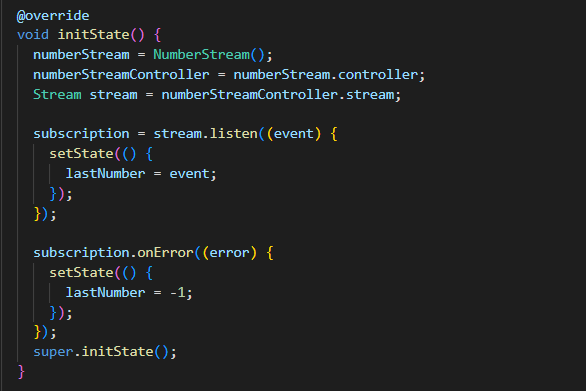 @override
void initState() {
  numberStream = NumberStream();
  numberStreamController = numberStream.controller;
  Stream stream = numberStreamController.stream;

  subscription = stream.listen((event) {
    setState(() {
      lastNumber = event;
    });
  });

  subscription.onError((error) {
    setState(() {
      lastNumber = -1;
    });
  });
  super.initState();
}